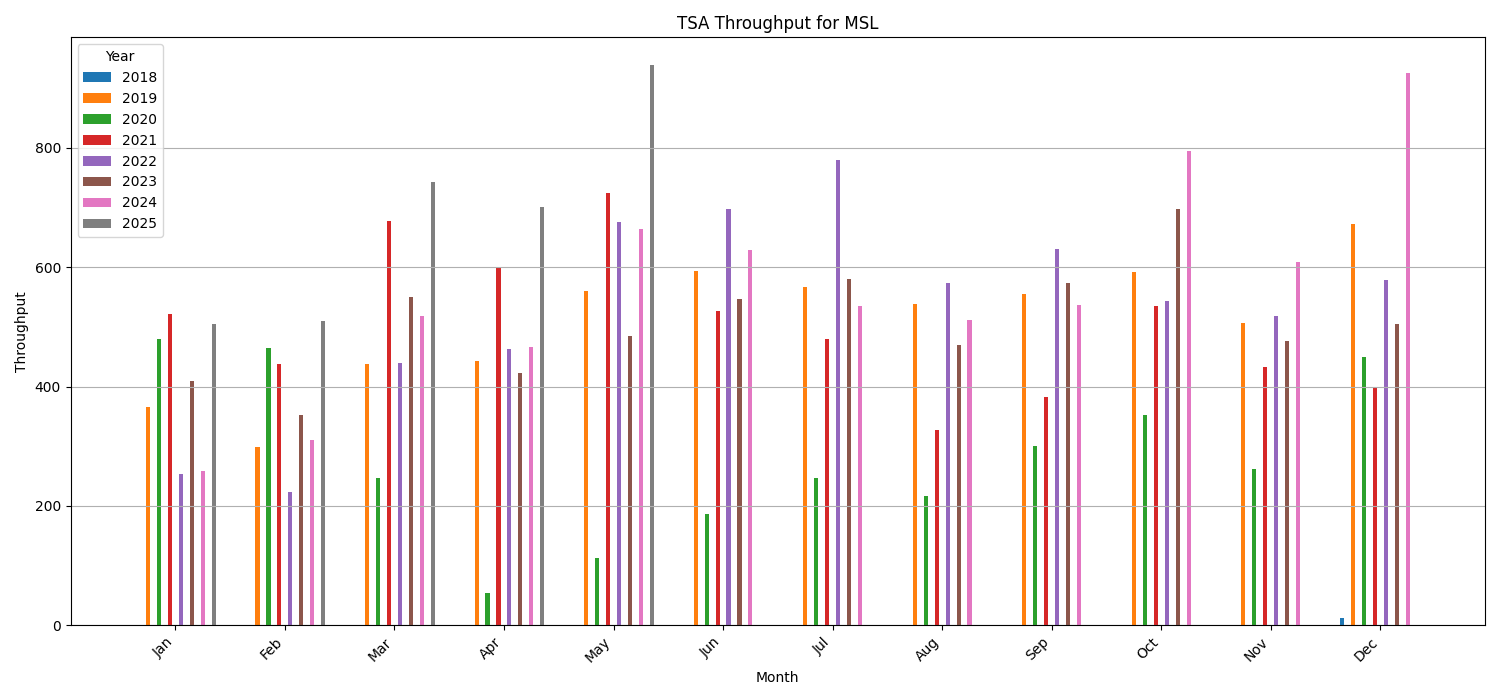 TSA Throughput for MSL
Year
2018
2019
2020
2021
2022
2023
2024
2025
Throughput
800
600
400
200
0
Jan
Feb
Mar
Apr
May
Jun
Jul
Aug
Sep
Oct
Nov
Dec
Month